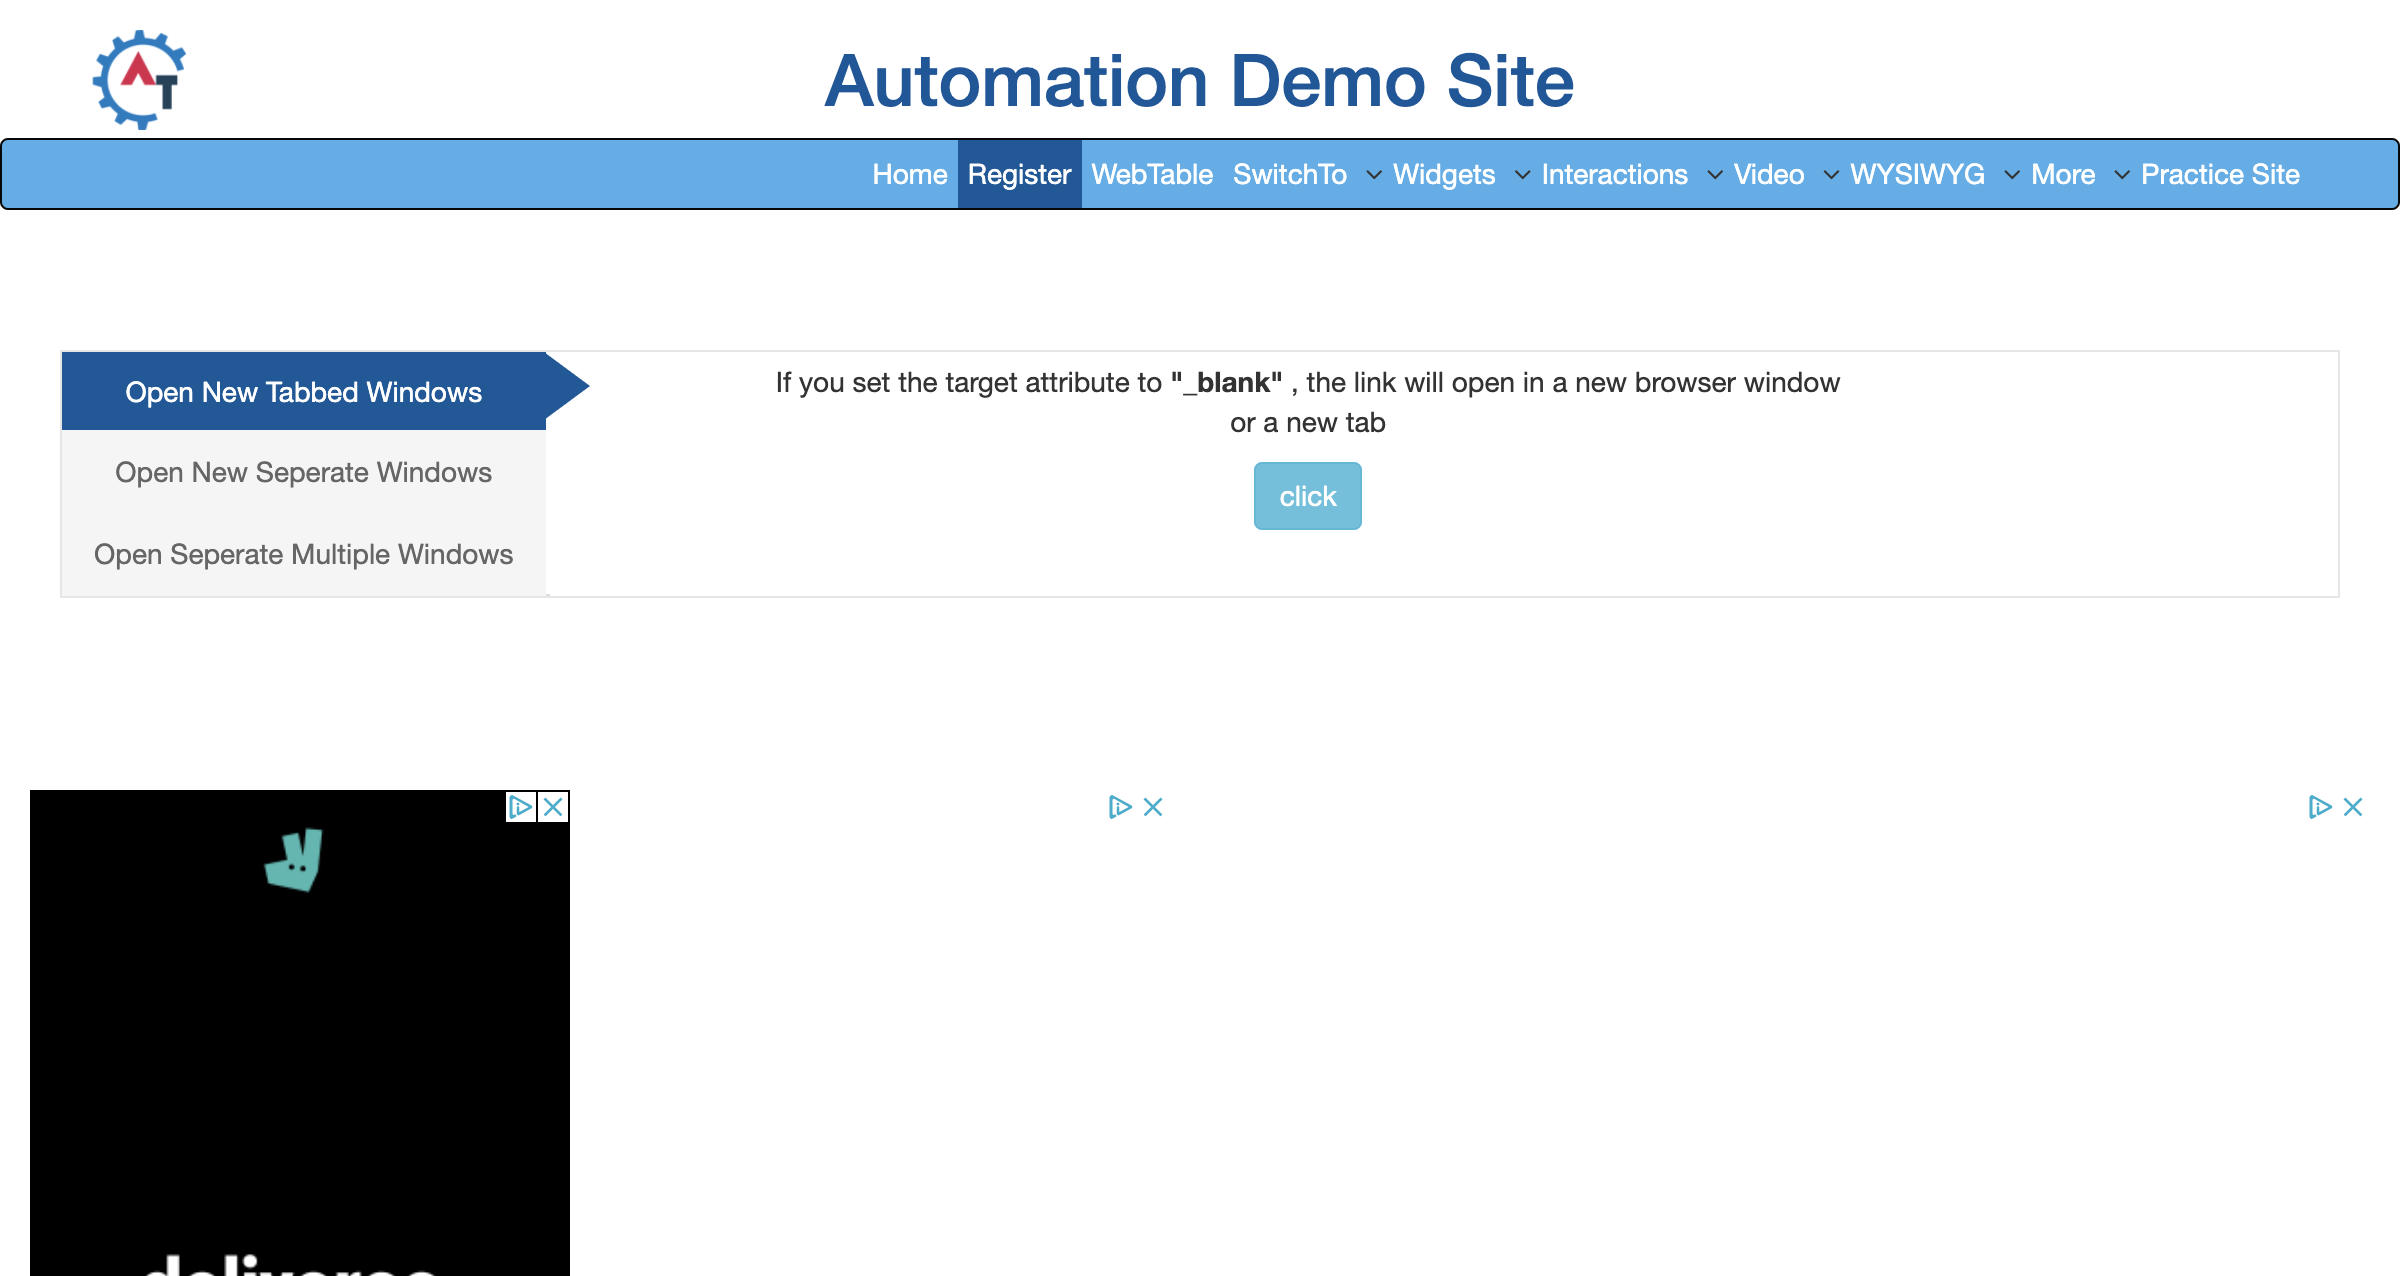 AT
Automation Demo Site
Home Register WebTable SwitchTo Widgets Interactions Video WYSIWYG More Practice Site
Open New Tabbed Windows
Open New Seperate Windows
Open Seperate Multiple Windows
If you set the target attribute to "_blank" , the link will open in a new browser window
or a new tab
click
deliveroo